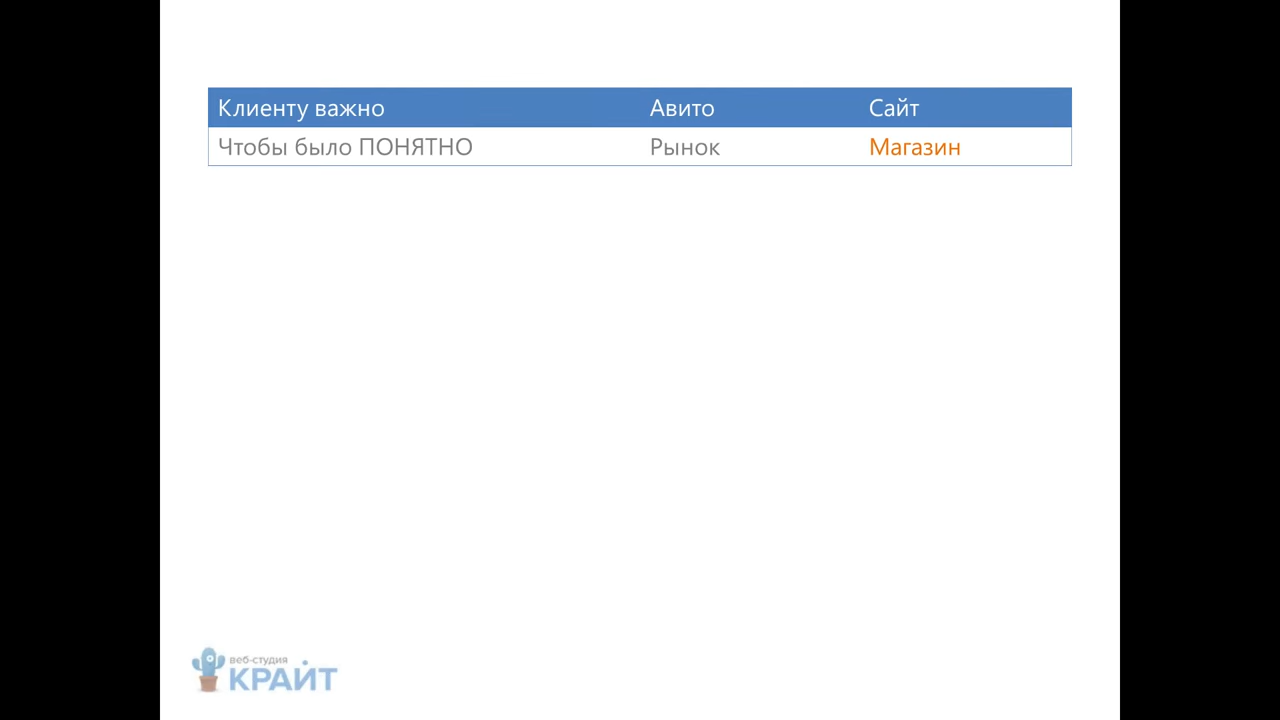 Клиенту важно Авито Сайт
Чтобы было ПОНЯТНО Рынок Магазин
веб-студия
КРАЙТ